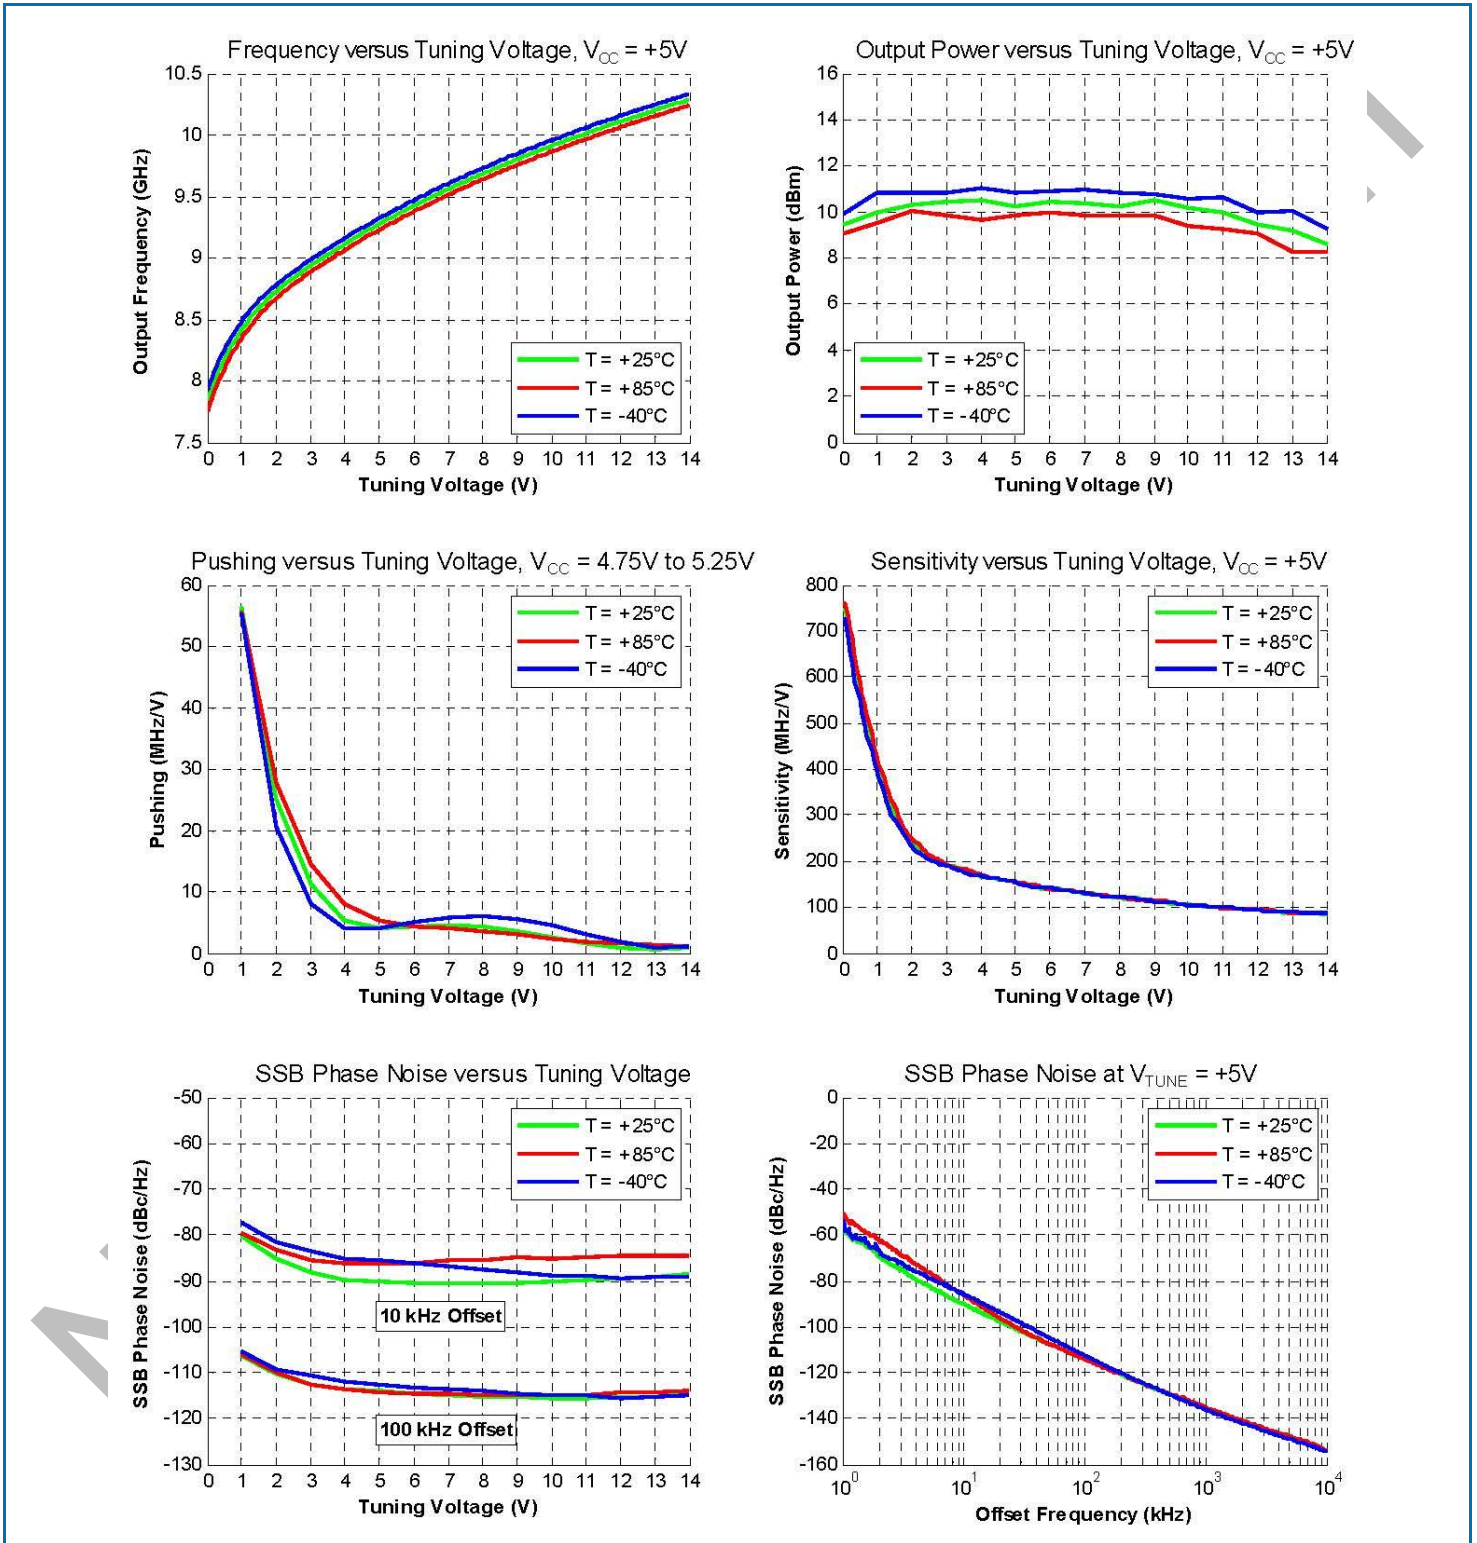 Frequency versus Tuning Voltage, VCC = +5V
10.5
10
9.5
9
8.5
8
7.5
Output Frequency (GHz)
T = +25°C
T = +85°C
T = -40°C
0 1 2 3 4 5 6 7 8 9 10 11 12 13 14
Tuning Voltage (V)
Output Power versus Tuning Voltage, VCC = +5V
16
14
12
10
8
6
4
2
0
Output Power (dBm)
T = +25°C
T = +85°C
T = -40°C
0 1 2 3 4 5 6 7 8 9 10 11 12 13 14
Tuning Voltage (V)
Pushing versus Tuning Voltage, VCC = 4.75V to 5.25V
60
50
40
30
20
10
0
Pushing (MHz/V)
T = +25°C
T = +85°C
T = -40°C
0 1 2 3 4 5 6 7 8 9 10 11 12 13 14
Tuning Voltage (V)
Sensitivity versus Tuning Voltage, VCC = +5V
800
700
600
500
400
300
200
100
0
Sensitivity (MHz/V)
T = +25°C
T = +85°C
T = -40°C
0 1 2 3 4 5 6 7 8 9 10 11 12 13 14
Tuning Voltage (V)
SSB Phase Noise versus Tuning Voltage
-50
-60
-70
-80
-90
-100
-110
-120
-130
SSB Phase Noise (dBc/Hz)
T = +25°C
T = +85°C
T = -40°C
10 kHz Offset
100 kHz Offset
0 1 2 3 4 5 6 7 8 9 10 11 12 13 14
Tuning Voltage (V)
SSB Phase Noise at VTUNE = +5V
0
-20
-40
-60
-80
-100
-120
-140
-160
SSB Phase Noise (dBc/Hz)
T = +25°C
T = +85°C
T = -40°C
10^0 10^1 10^2 10^3 10^4
Offset Frequency (kHz)